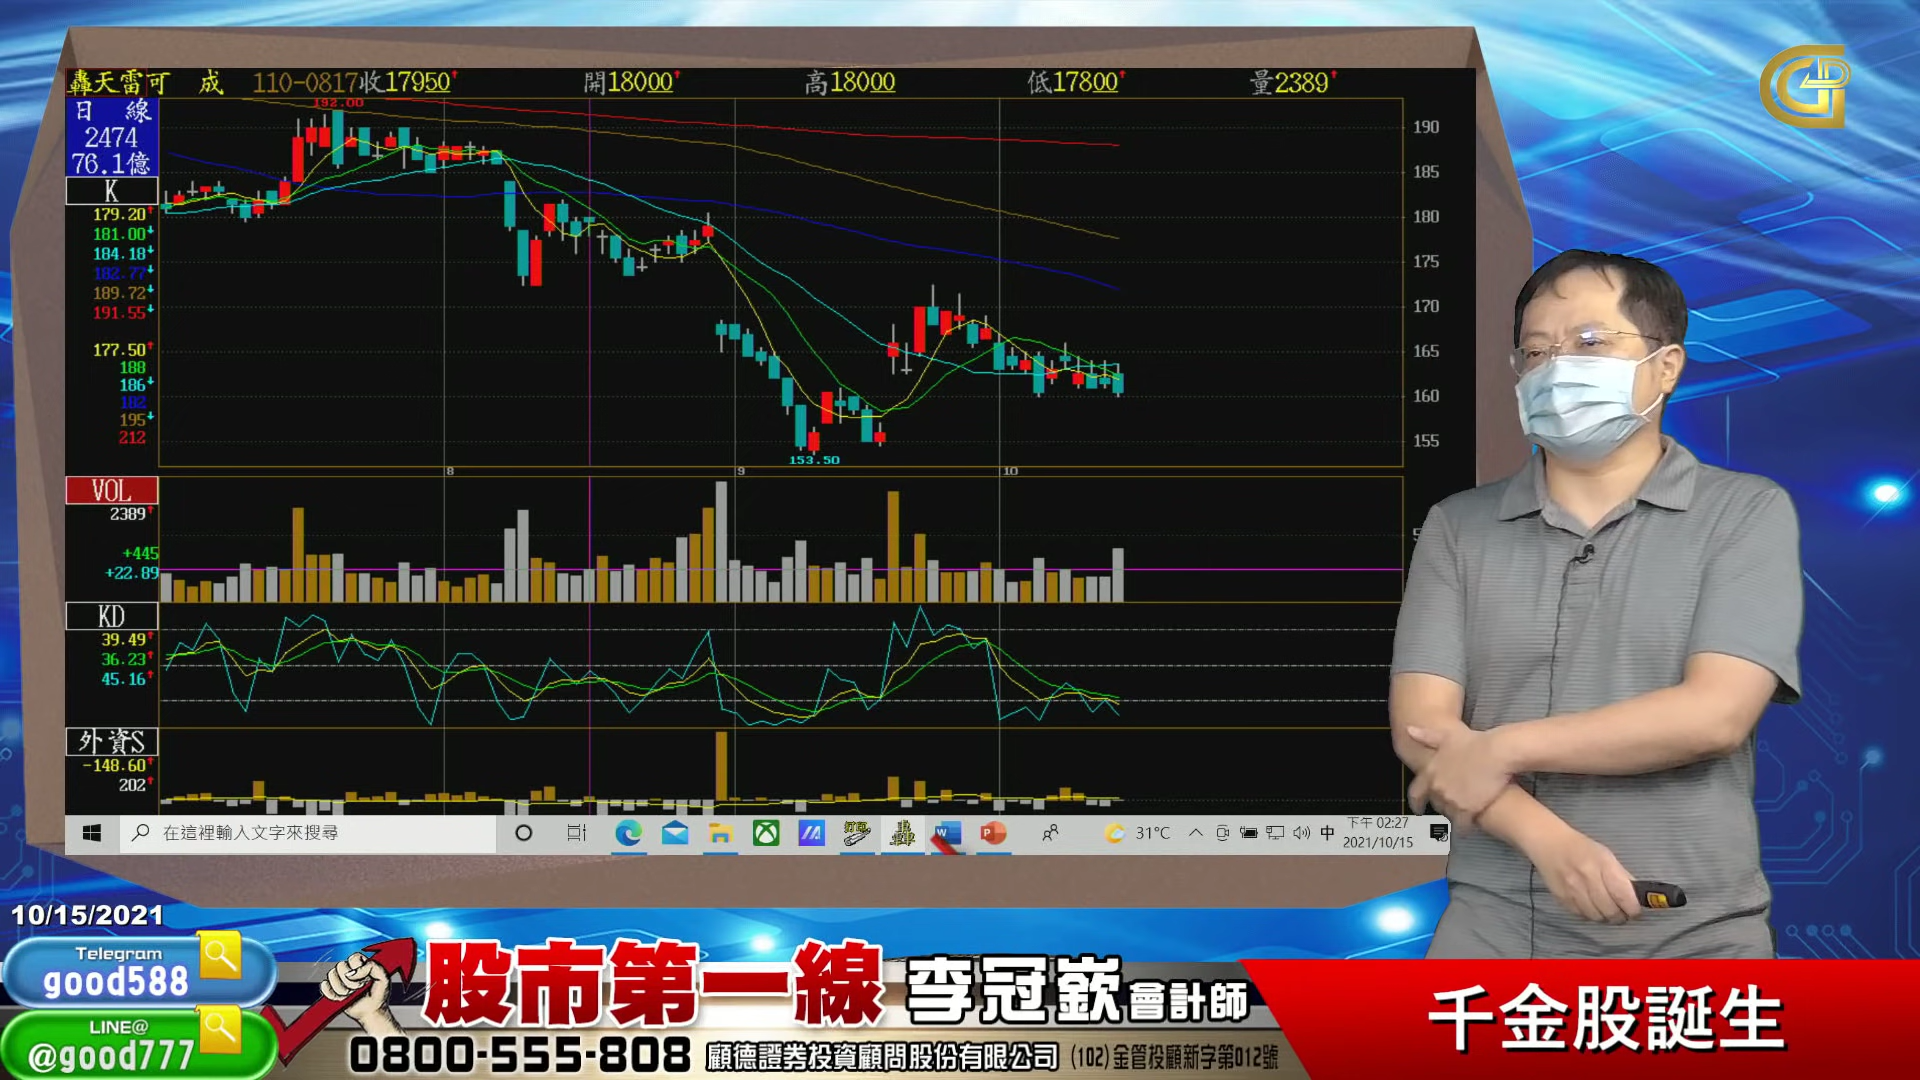 轟天雷可 成 110-0817收17950↑ 開18000↑ 高18000 低17800↑ 量2389↑
日 線
2474
76.1億
K
179.20↑
181.00↓
184.18↓
182.77↓
189.72↓
191.55↓
177.50↑
188
186↓
182
195↓
212
192.00
153.50
190
185
180
175
170
165
160
155
8 9 10
VOL
2389↑
+445
+22.89
KD
39.49↑
36.23↑
45.16↑
外資S
-148.60↑
202↑
在這裡輸入文字來搜尋
31°C
中
下午 02:27
2021/10/15
10/15/2021
Telegram
good588
LINE@
@good777
股市第一線 李冠嶔 會計師
0800-555-808 顧德證券投資顧問股份有限公司 (102)金管投顧新字第012號
千金股誕生